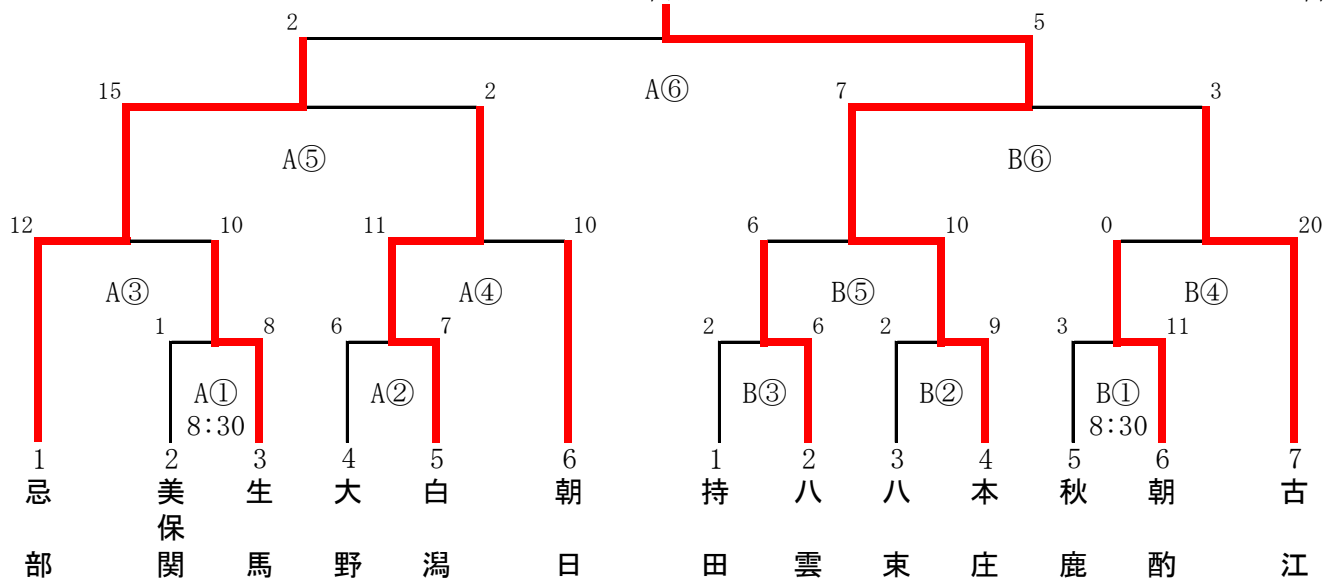 2 5
A⑥
15 2 7 3
A⑤ B⑥
12 10 11 10 6 10 0 20
A③ A④ B⑤ B④
1 8 6 7 2 6 2 9 3 11
A① A② B③ B② B①
8:30 8:30
1 2 3 4 5 6 1 2 3 4 5 6 7
忌部 美保関 生馬 大野 白潟 朝日 持田 八雲 八束 本庄 秋鹿 朝酌 古江